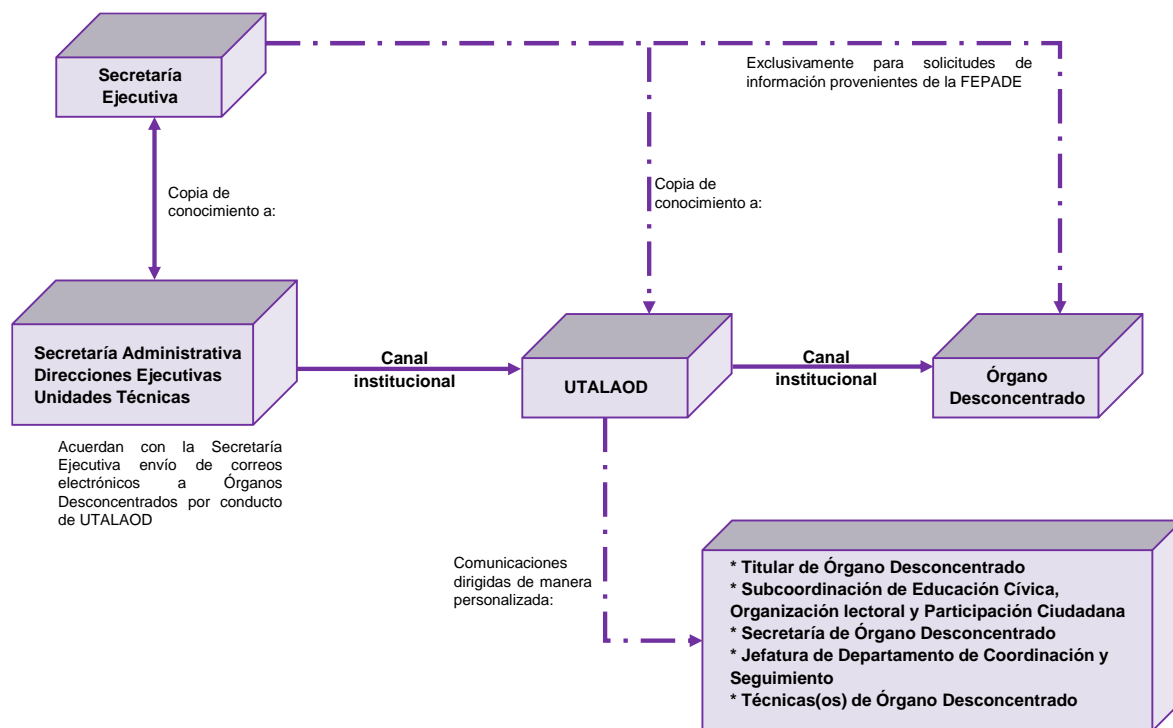 Secretaría
Ejecutiva
Exclusivamente para solicitudes de
información provenientes de la FEPADE
Copia de
conocimiento a:
Copia de
conocimiento a:
Secretaría Administrativa
Direcciones Ejecutivas
Unidades Técnicas
Canal
institucional
UTALAOD
Canal
institucional
Órgano
Desconcentrado
Acuerdan con la Secretaría
Ejecutiva envío de correos
electrónicos a Órganos
Desconcentrados por conducto
de UTALAOD
Comunicaciones
dirigidas de manera
personalizada:
* Titular de Órgano Desconcentrado
* Subcoordinación de Educación Cívica,
Organización lectoral y Participación Ciudadana
* Secretaría de Órgano Desconcentrado
* Jefatura de Departamento de Coordinación y
Seguimiento
* Técnicas(os) de Órgano Desconcentrado